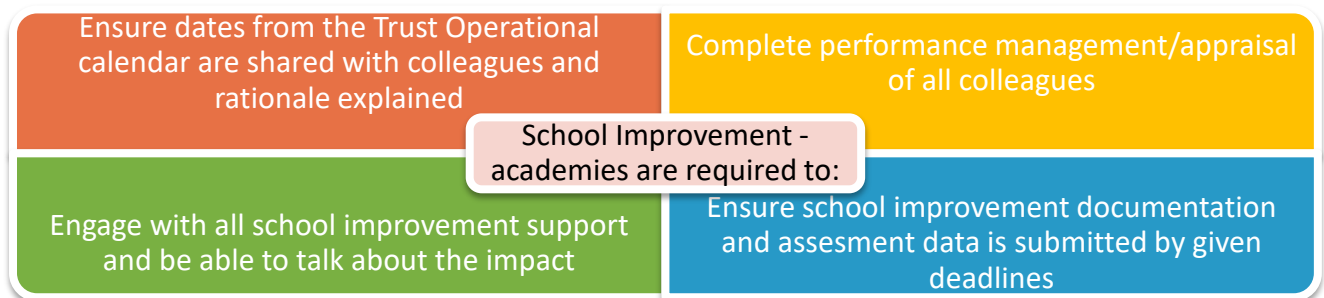 Ensure dates from the Trust Operational
calendar are shared with colleagues and
rationale explained
Complete performance management/appraisal
of all colleagues
School Improvement -
academies are required to:
Engage with all school improvement support
and be able to talk about the impact
Ensure school improvement documentation
and assesment data is submitted by given
deadlines